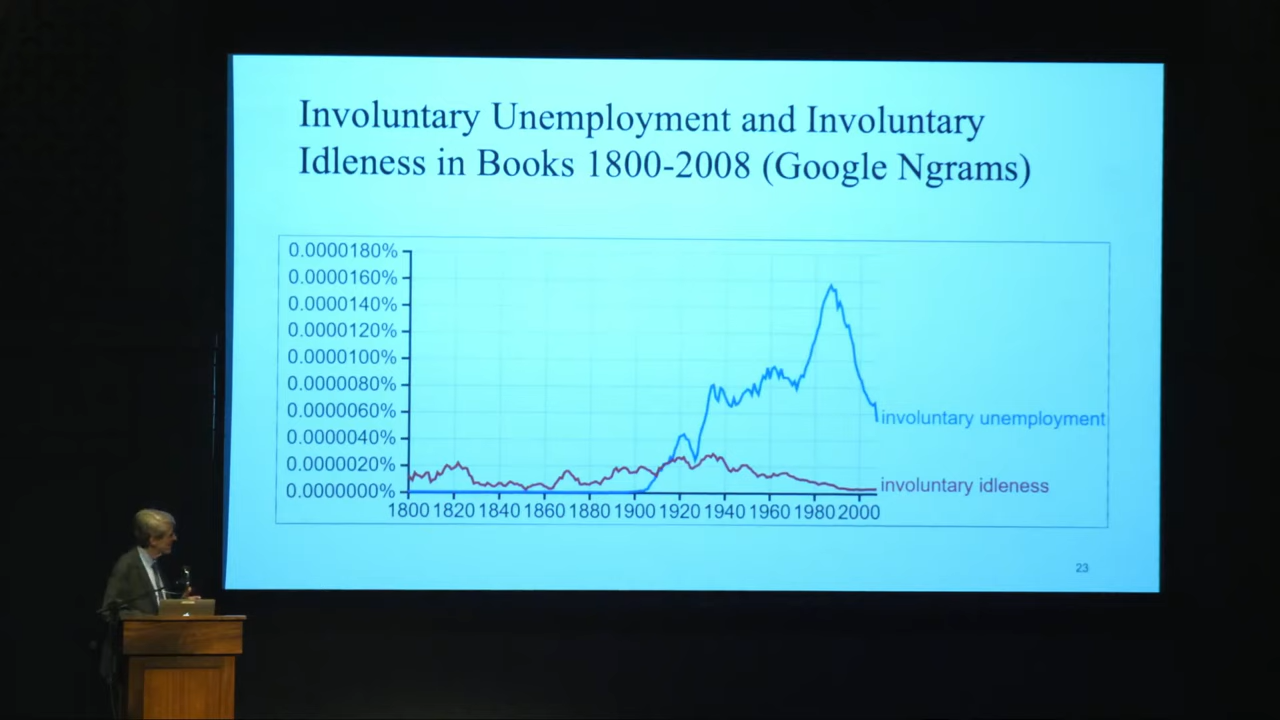 Involuntary Unemployment and Involuntary
Idleness in Books 1800-2008 (Google Ngrams)
0.0000180%
0.0000160%
0.0000140%
0.0000120%
0.0000100%
0.0000080%
0.0000060%
0.0000040%
0.0000020%
0.0000000%
involuntary unemployment
involuntary idleness
1800 1820 1840 1860 1880 1900 1920 1940 1960 1980 2000
23